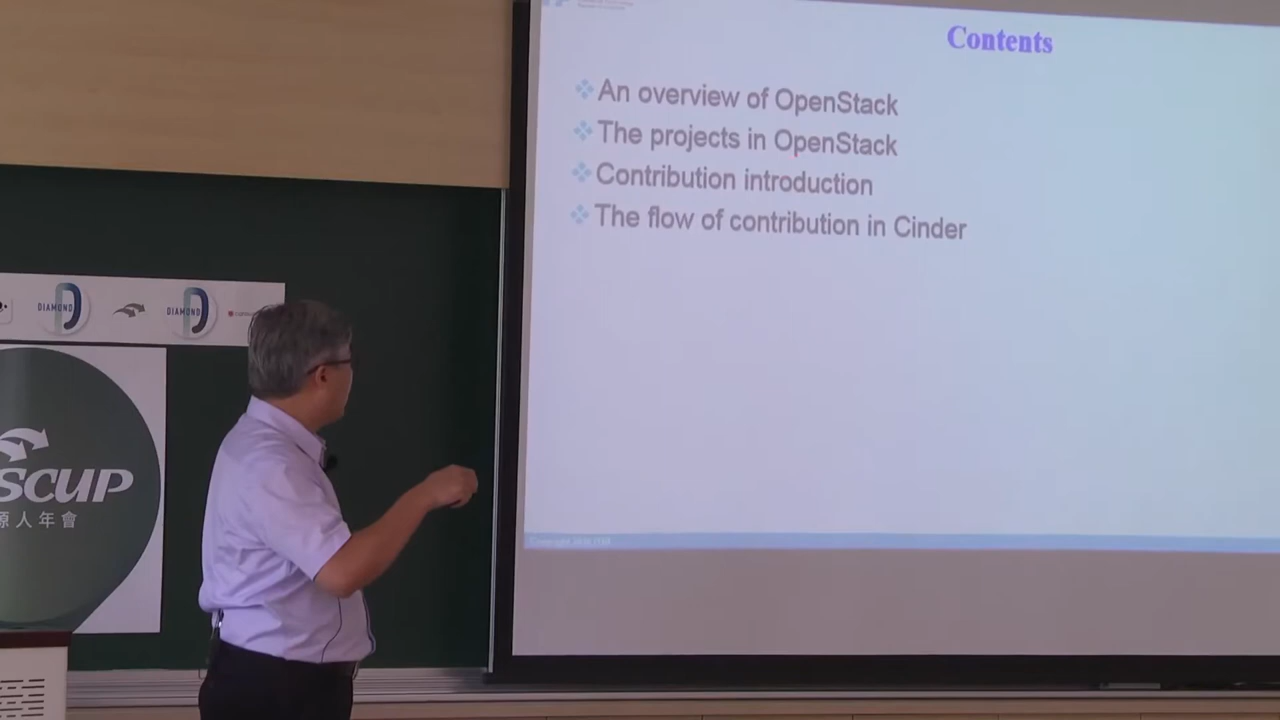 Contents
An overview of OpenStack
The projects in OpenStack
Contribution introduction
The flow of contribution in Cinder
DIAMOND
DIAMOND
SCUP
源人年會